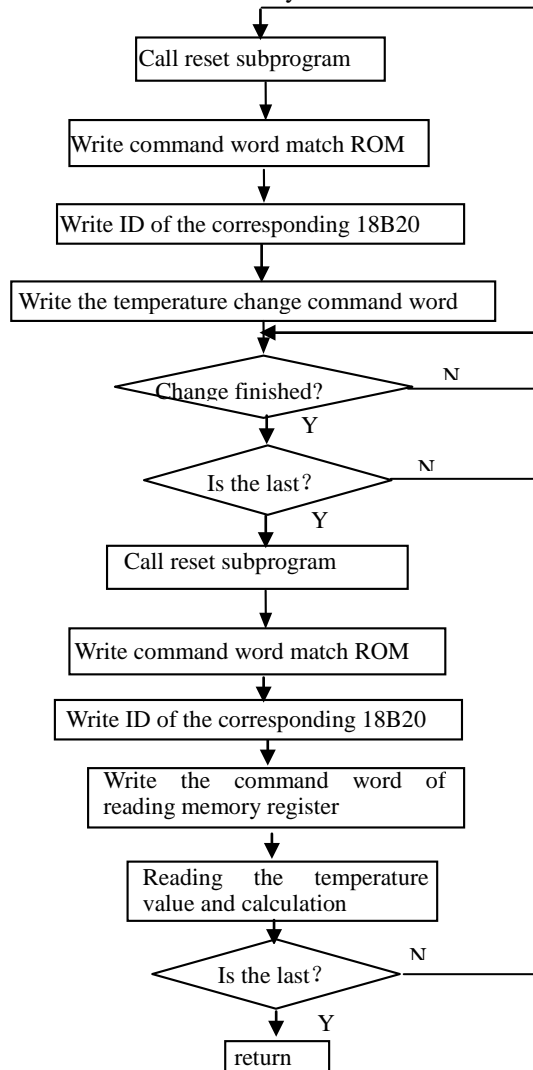 Call reset subprogram
Write command word match ROM
Write ID of the corresponding 18B20
Write the temperature change command word
Change finished?
N
Y
Is the last?
N
Y
Call reset subprogram
Write command word match ROM
Write ID of the corresponding 18B20
Write the command word of
reading memory register
Reading the temperature
value and calculation
N
Is the last?
Y
return